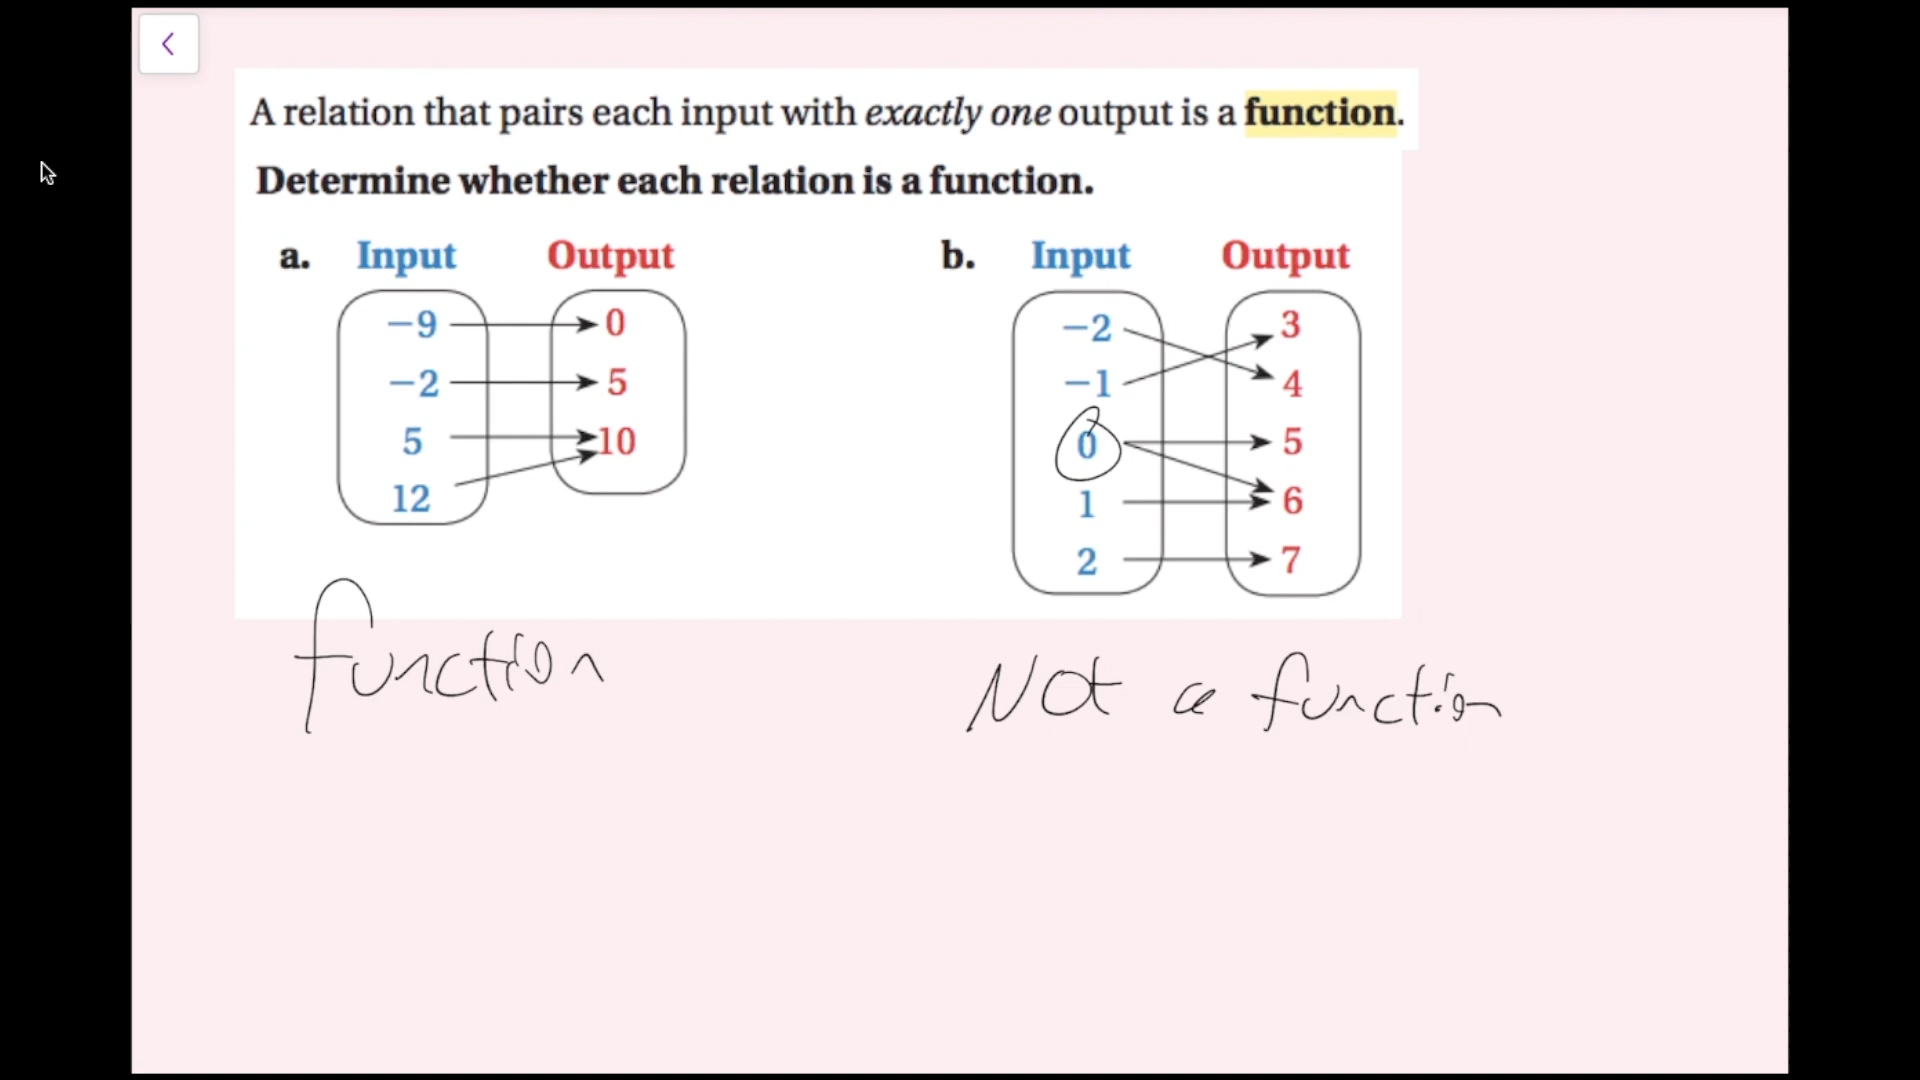 A relation that pairs each input with exactly one output is a function.
Determine whether each relation is a function.
a. Input Output
−9 0
−2 5
5 10
12
b. Input Output
−2 3
−1 4
0 5
1 6
2 7
function
Not a function